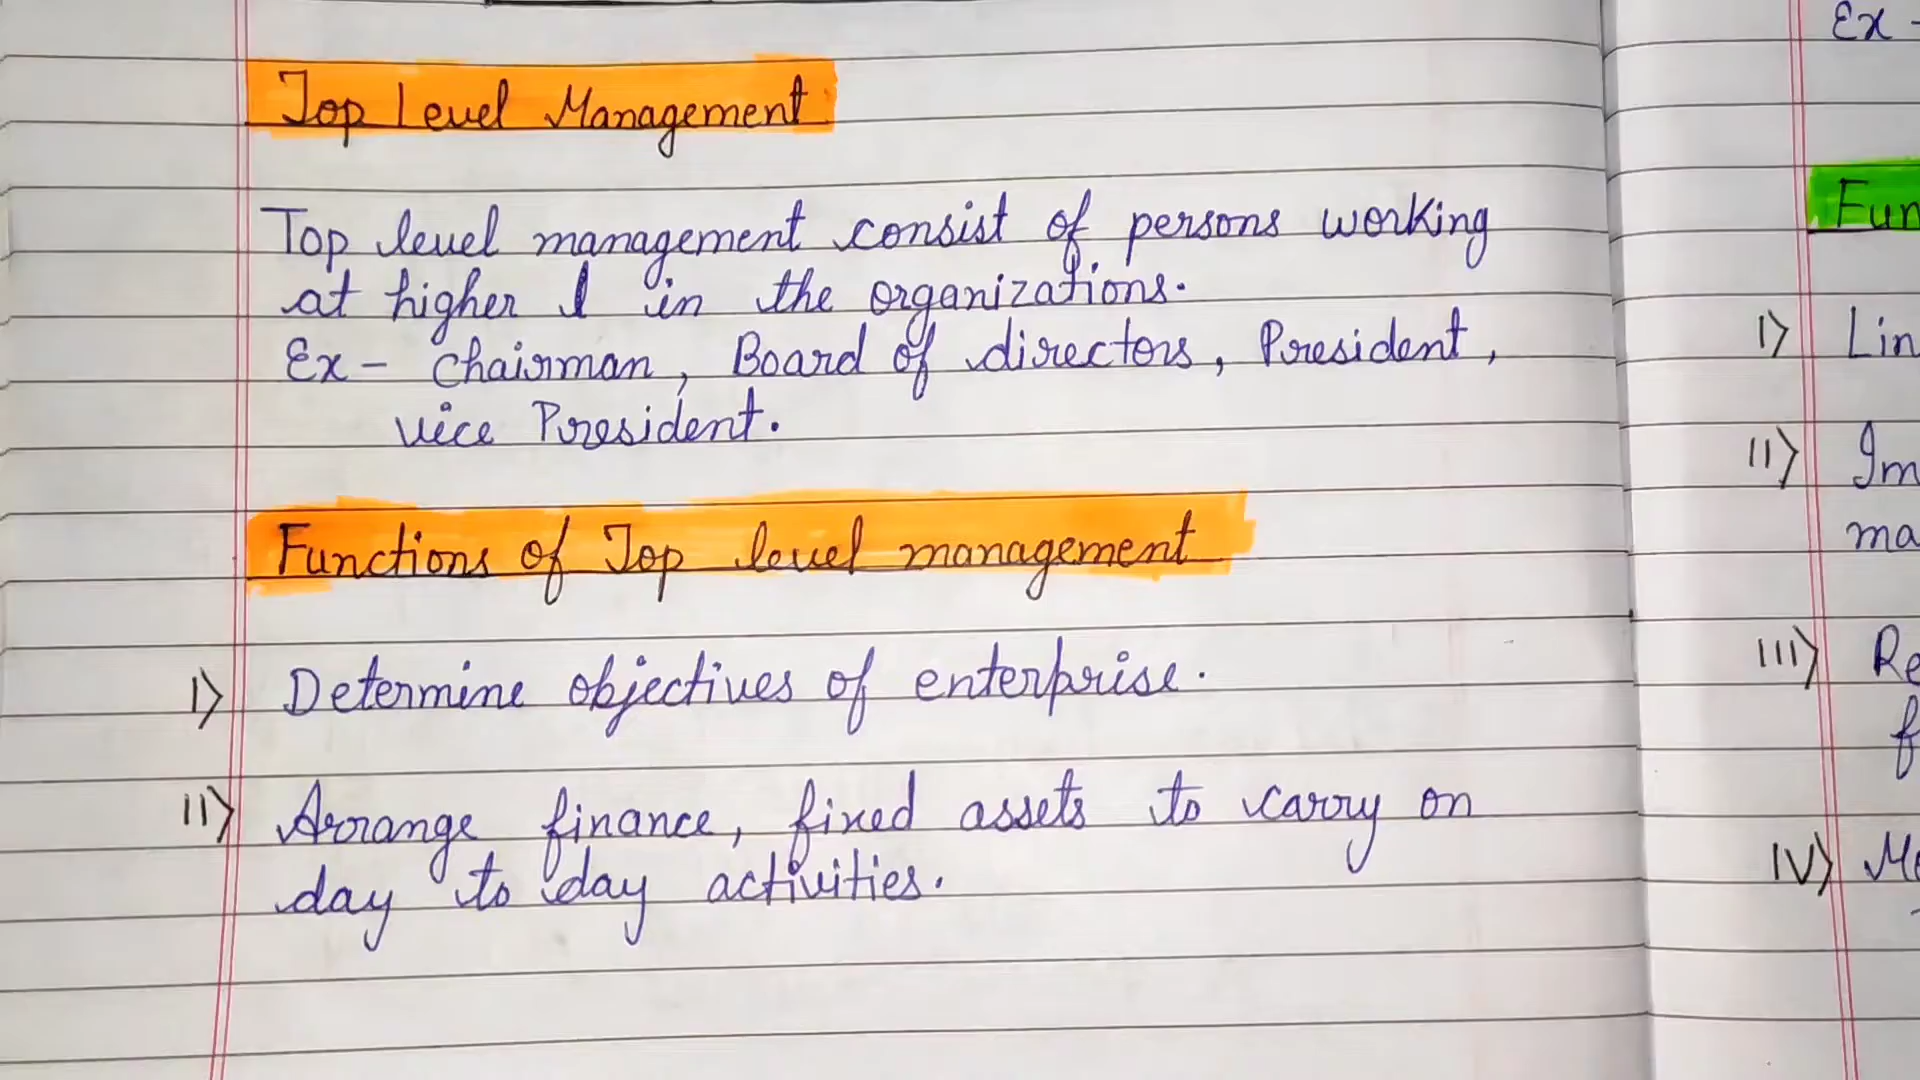 Top Level Management
Top level management consist of persons working
at higher in the organizations.
Ex - Chairman, Board of directors, President,
vice President.
Functions of Top level management
I) Determine objectives of enterprise.
II) Arrange finance, fixed assets to carry on
day to day activities.
Ex -
Fun
I) Lin
II) Im
ma
III) Re
f
IV) Mo